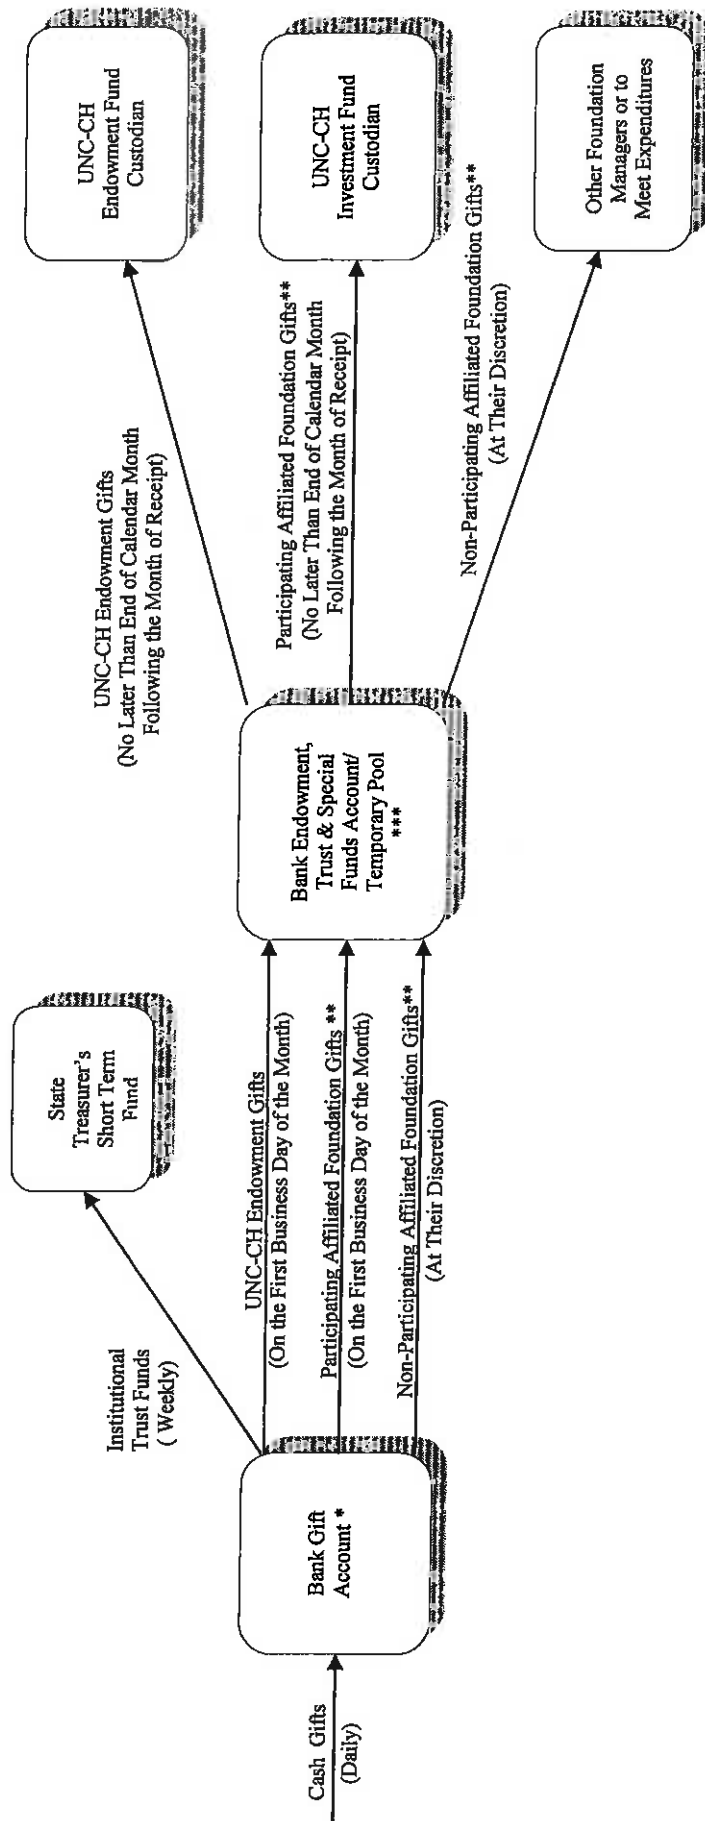 Cash Gifts
(Daily)
Bank Gift
Account *
Institutional
Trust Funds
( Weekly)
State
Treasurer's
Short Term
Fund
UNC-CH Endowment Gifts
(On the First Business Day of the Month)
Participating Affiliated Foundation Gifts **
(On the First Business Day of the Month)
Non-Participating Affiliated Foundation Gifts**
(At Their Discretion)
Bank Endowment,
Trust & Special
Funds Account/
Temporary Pool
***
UNC-CH Endowment Gifts
(No Later Than End of Calendar Month
Following the Month of Receipt)
Participating Affiliated Foundation Gifts**
(No Later Than End of Calendar Month
Following the Month of Receipt)
Non-Participating Affiliated Foundation Gifts**
(At Their Discretion)
UNC-CH
Endowment Fund
Custodian
UNC-CH
Investment Fund
Custodian
Other Foundation
Managers or to
Meet Expenditures